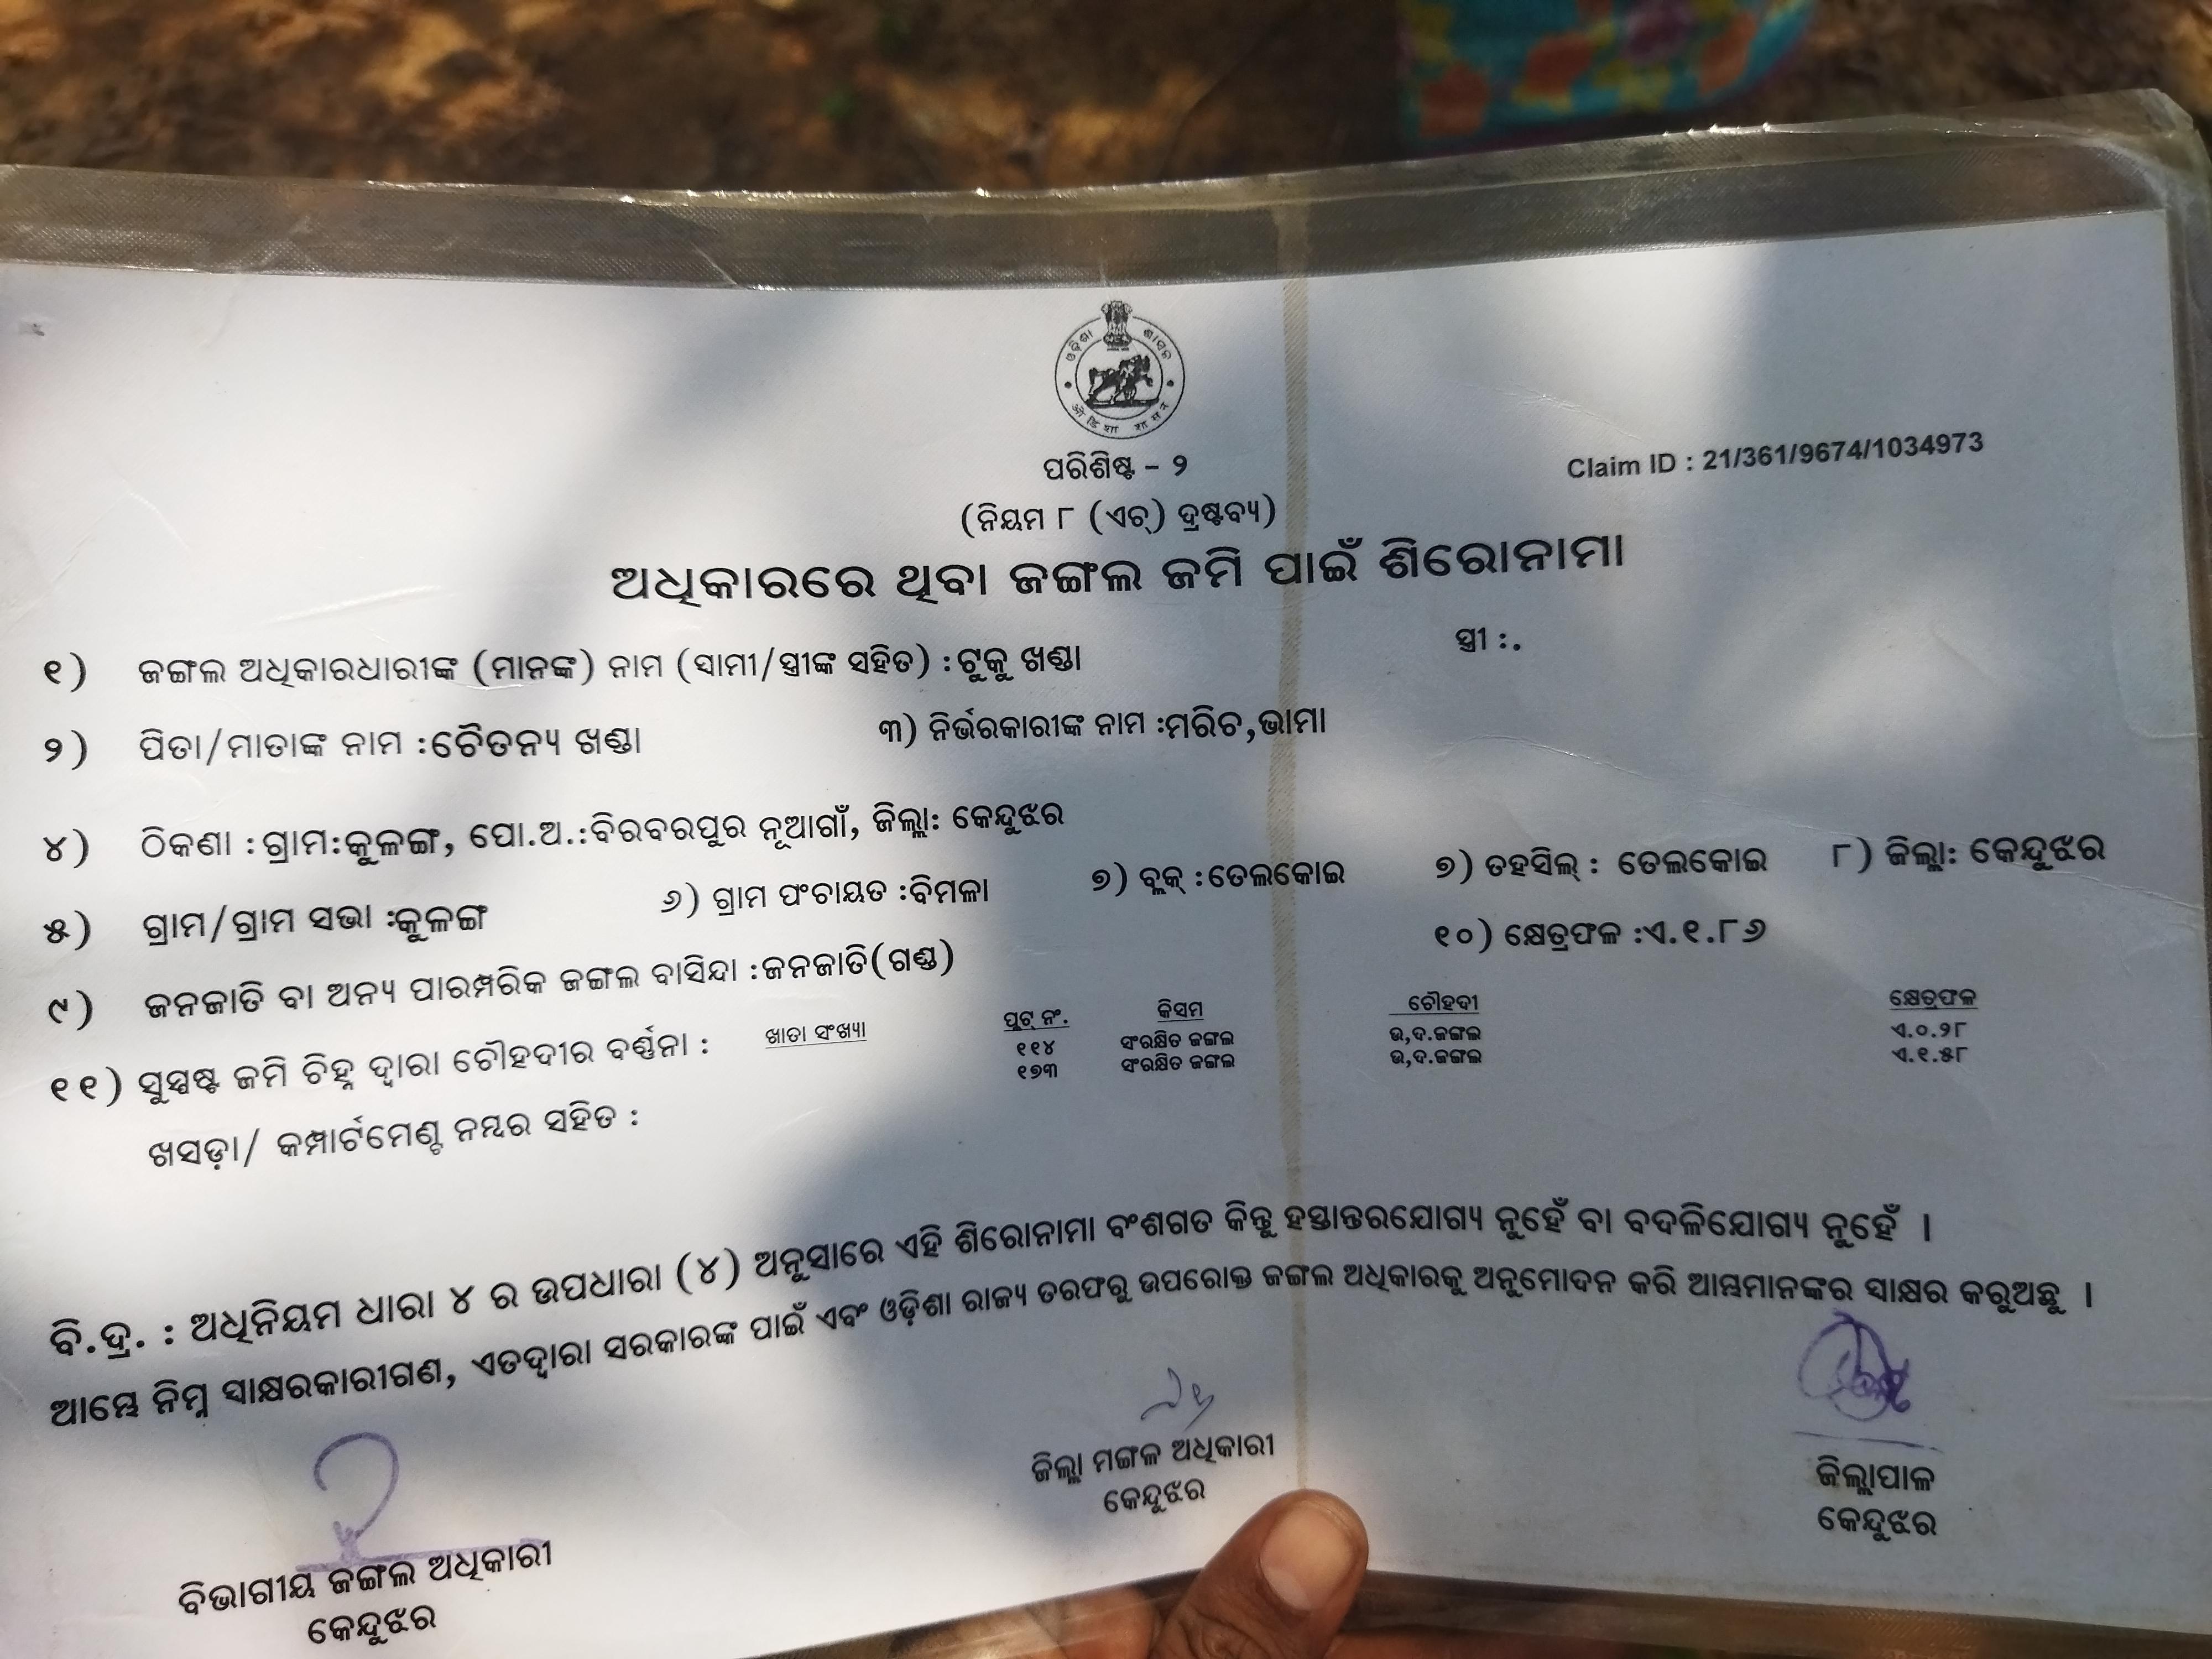 ଓଡ଼ିଶା ଶାସନ
ओडिशा शासन
ପରିଶିଷ୍ଟ - ୨
Claim ID : 21/361/9674/1034973
(ନିୟମ ୮ (ଏଚ୍) ଦ୍ରଷ୍ଟବ୍ୟ)
ଅଧିକାରରେ ଥିବା ଜଙ୍ଗଲ ଜମି ପାଇଁ ଶିରୋନାମା
୧) ଜଙ୍ଗଲ ଅଧିକାରଧାରୀଙ୍କ (ମାନଙ୍କ) ନାମ (ସ୍ୱାମୀ/ସ୍ତ୍ରୀଙ୍କ ସହିତ) :ଟୁକୁ ଖଣ୍ଡା ସ୍ତ୍ରୀ :.
୨) ପିତା/ମାତାଙ୍କ ନାମ :ଚୈତନ୍ୟ ଖଣ୍ଡା ୩) ନିର୍ଭରକାରୀଙ୍କ ନାମ :ମରିଚ,ଭାମା
୪) ଠିକଣା :ଗ୍ରାମ:କୁଳଙ୍ଗ, ପୋ.ଅ.:ବିରବରପୁର ନୂଆଗାଁ, ଜିଲ୍ଲା: କେନ୍ଦୁଝର
୫) ଗ୍ରାମ/ଗ୍ରାମ ସଭା :କୁଳଙ୍ଗ ୬) ଗ୍ରାମ ପଂଚାୟତ :ବିମଳା ୭) ବ୍ଲକ୍ :ତେଲକୋଇ ୭) ତହସିଲ୍ : ତେଲକୋଇ ୮) ଜିଲ୍ଲା: କେନ୍ଦୁଝର
୯) ଜନଜାତି ବା ଅନ୍ୟ ପାରମ୍ପରିକ ଜଙ୍ଗଲ ବାସିନ୍ଦା :ଜନଜାତି(ଗଣ୍ଡ) ୧୦) କ୍ଷେତ୍ରଫଳ :ଏ.୧.୮୬
୧୧) ସୁସ୍ପଷ୍ଟ ଜମି ଚିହ୍ନ ଦ୍ୱାରା ଚୌହଦୀର ବର୍ଣ୍ଣନା : ଖାତା ସଂଖ୍ୟା ପ୍ଲଟ୍ ନଂ. କିସମ ଚୌହଦୀ କ୍ଷେତ୍ରଫଳ
୧୧୪ ସଂରକ୍ଷିତ ଜଙ୍ଗଲ ଉ,ଦ.ଜଙ୍ଗଲ ଏ.୦.୨୮
୧୭୩ ସଂରକ୍ଷିତ ଜଙ୍ଗଲ ଉ,ଦ.ଜଙ୍ଗଲ ଏ.୧.୫୮
ଖସଡ଼ା/ କମ୍ପାର୍ଟମେଣ୍ଟ ନମ୍ବର ସହିତ :
ବି.ଦ୍ର. : ଅଧିନିୟମ ଧାରା ୪ ର ଉପଧାରା (୪) ଅନୁସାରେ ଏହି ଶିରୋନାମା ବଂଶଗତ କିନ୍ତୁ ହସ୍ତାନ୍ତରଯୋଗ୍ୟ ନୁହେଁ ବା ବଦଳିଯୋଗ୍ୟ ନୁହେଁ ।
ଆମ୍ଭେ ନିମ୍ନ ସ୍ୱାକ୍ଷରକାରୀଗଣ, ଏତଦ୍ୱାରା ସରକାରଙ୍କ ପାଇଁ ଏବଂ ଓଡ଼ିଶା ରାଜ୍ୟ ତରଫରୁ ଉପରୋକ୍ତ ଜଙ୍ଗଲ ଅଧିକାରକୁ ଅନୁମୋଦନ କରି ଆମ୍ଭମାନଙ୍କର ସ୍ୱାକ୍ଷର କରୁଅଛୁ ।
ବିଭାଗୀୟ ଜଙ୍ଗଲ ଅଧିକାରୀ
କେନ୍ଦୁଝର
ଜିଲ୍ଲା ମଙ୍ଗଳ ଅଧିକାରୀ
କେନ୍ଦୁଝର
ଜିଲ୍ଲାପାଳ
କେନ୍ଦୁଝର